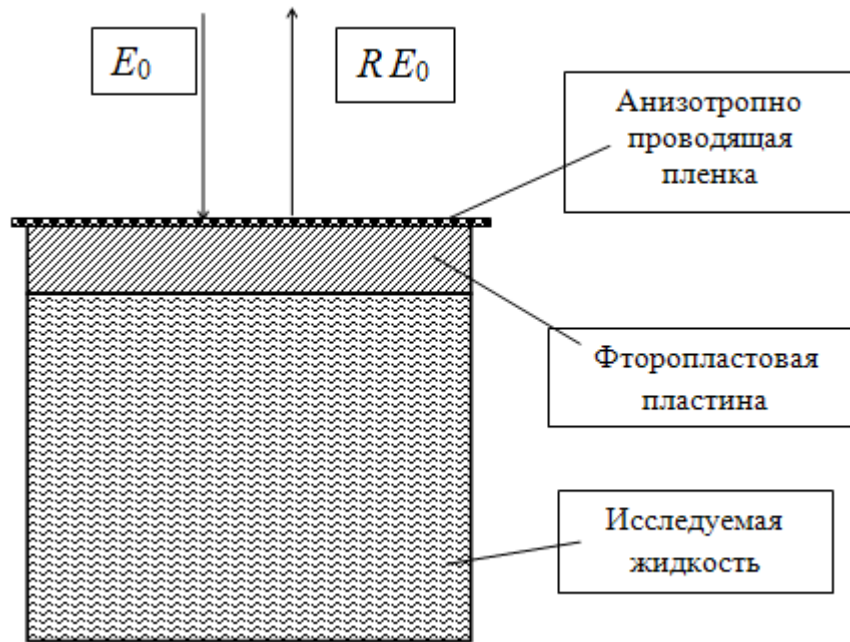 E₀
R E₀
Анизотропно
проводящая
пленка
Фторопластовая
пластина
Исследуемая
жидкость